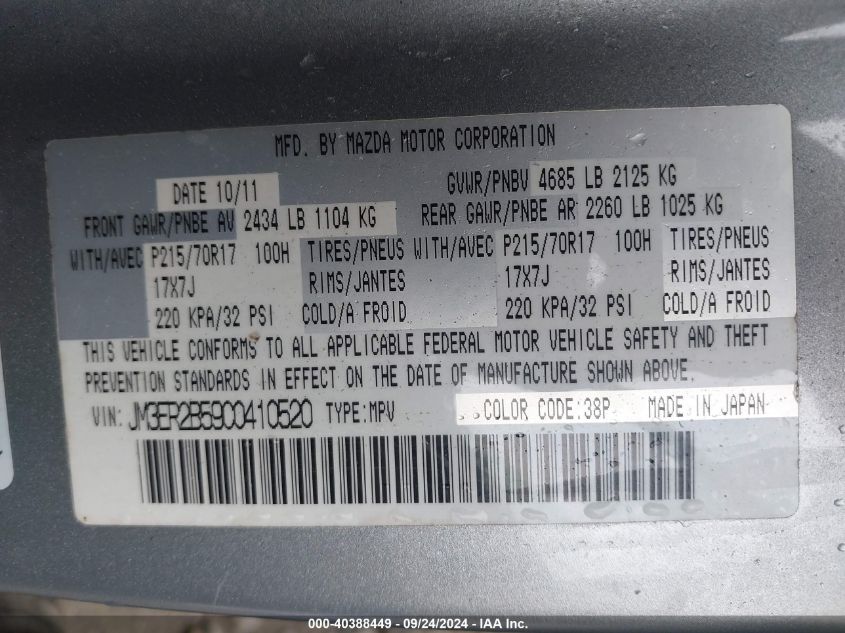 MFD. BY MAZDA MOTOR CORPORATION
DATE 10/11
GVWR/PNBV 4685 LB 2125 KG
FRONT GAWR/PNBE AV 2434 LB 1104 KG
REAR GAWR/PNBE AR 2260 LB 1025 KG
WITH/AVEC P215/70R17 100H TIRES/PNEUS WITH/AVEC P215/70R17 100H TIRES/PNEUS
17X7J RIMS/JANTES 17X7J RIMS/JANTES
220 KPA/32 PSI COLD/A FROID 220 KPA/32 PSI COLD/A FROID
THIS VEHICLE CONFORMS TO ALL APPLICABLE FEDERAL MOTOR VEHICLE SAFETY AND THEFT
PREVENTION STANDARDS IN EFFECT ON THE DATE OF MANUFACTURE SHOWN ABOVE.
VIN: JM3ER2B59C0410520 TYPE:MPV COLOR CODE:38P MADE IN JAPAN
000-40388449 - 09/24/2024 - IAA Inc.